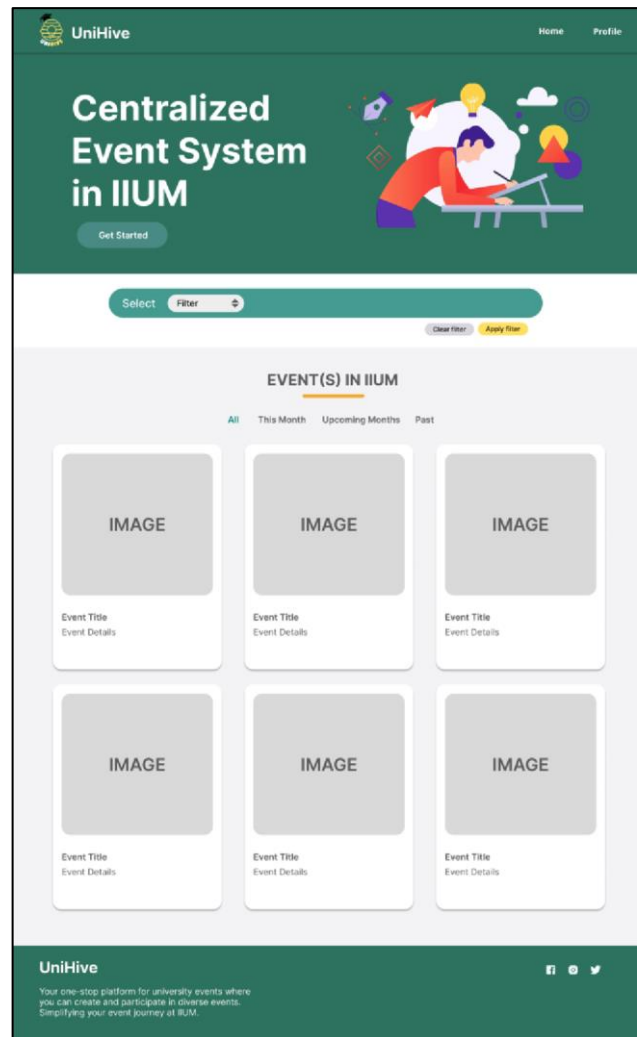 UniHive
Home Profile
Centralized
Event System
in IIUM
Get Started
Select Filter
Clear filter Apply filter
EVENT(S) IN IIUM
All This Month Upcoming Months Past
IMAGE IMAGE IMAGE
Event Title Event Title Event Title
Event Details Event Details Event Details
IMAGE IMAGE IMAGE
Event Title Event Title Event Title
Event Details Event Details Event Details
UniHive
Your one-stop platform for university events where
you can create and participate in diverse events.
Simplifying your event journey at IIUM.